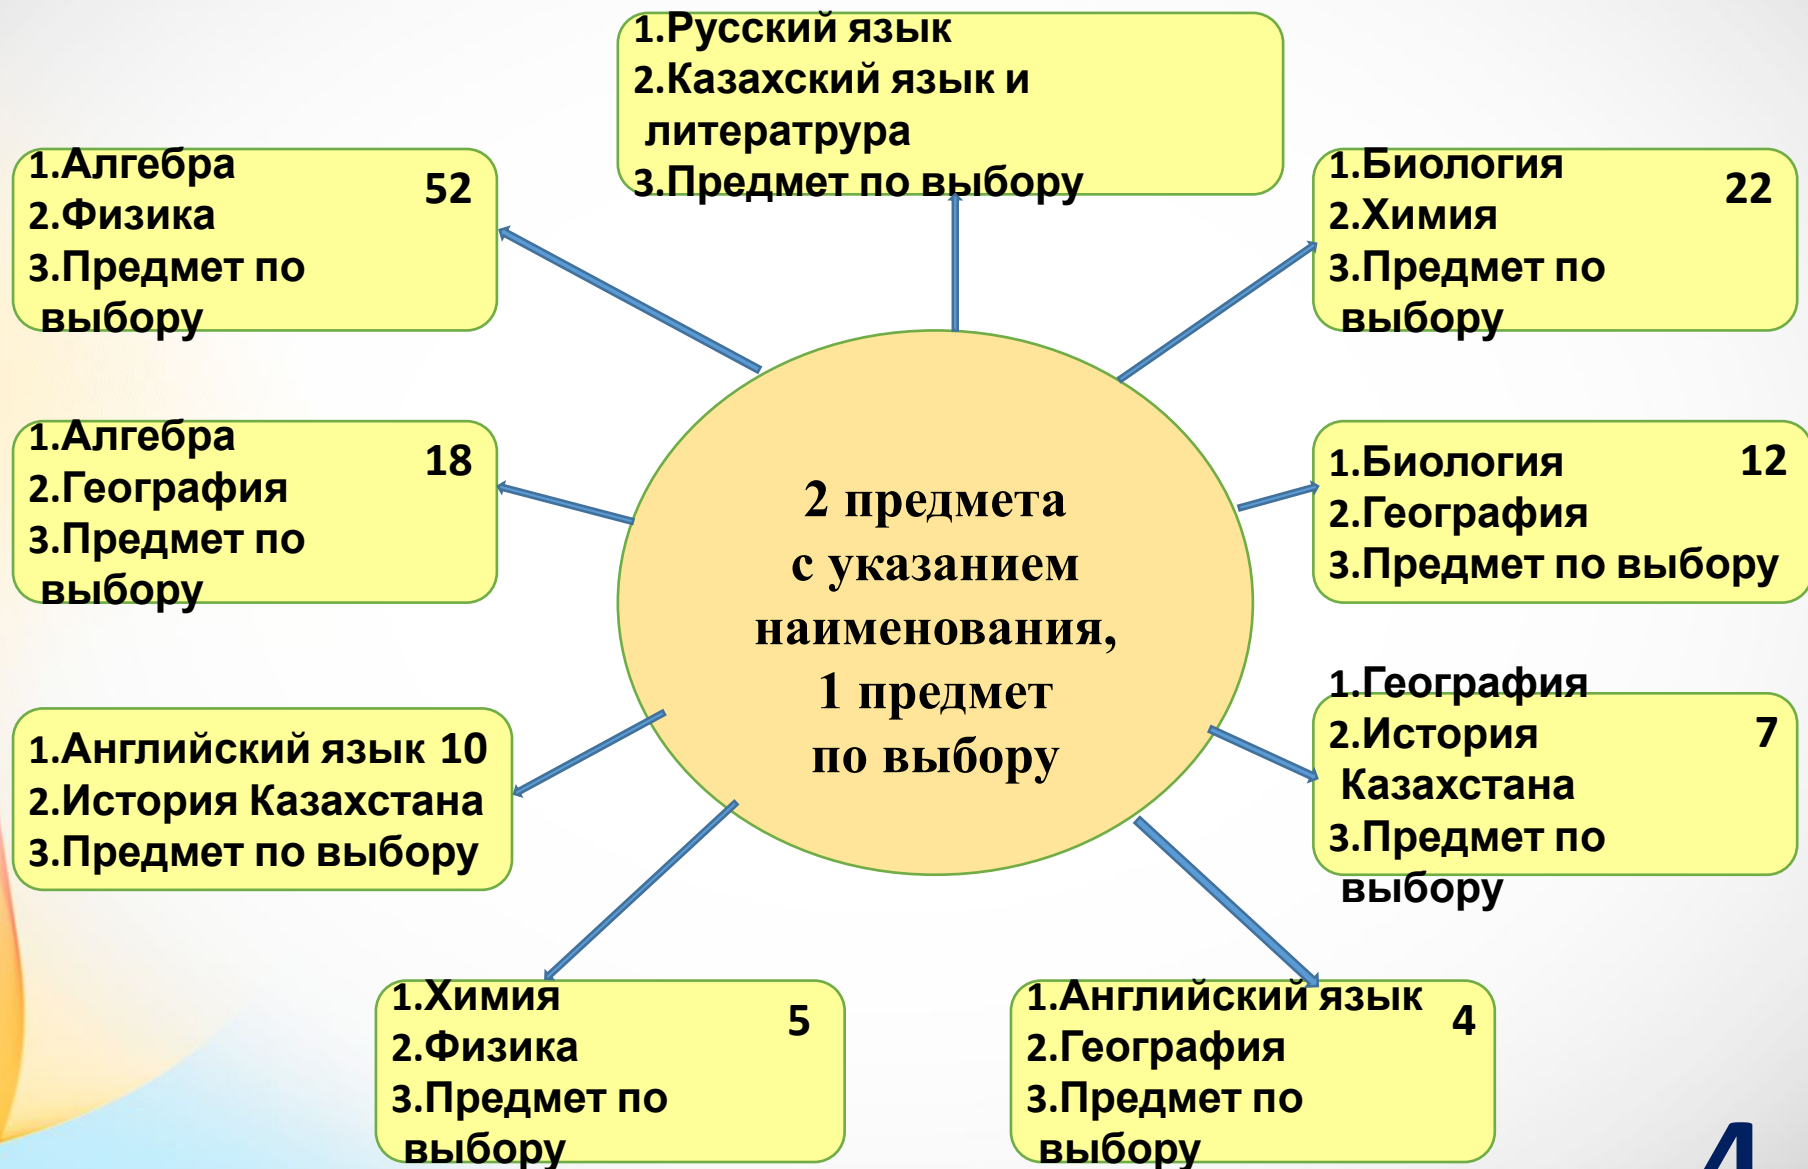 1.Русский язык
2.Казахский язык и
литератрура
3.Предмет по выбору
1.Алгебра
52
2.Физика
3.Предмет по
выбору
1.Биология
22
2.Химия
3.Предмет по
выбору
1.Алгебра
18
2.География
3.Предмет по
выбору
2 предмета
с указанием
наименования,
1 предмет
по выбору
1.Биология
12
2.География
3.Предмет по выбору
1.Английский язык 10
2.История Казахстана
3.Предмет по выбору
1.География
2.История
7
Казахстана
3.Предмет по
выбору
1.Химия
5
2.Физика
3.Предмет по
выбору
1.Английский язык
4
2.География
3.Предмет по
выбору
4